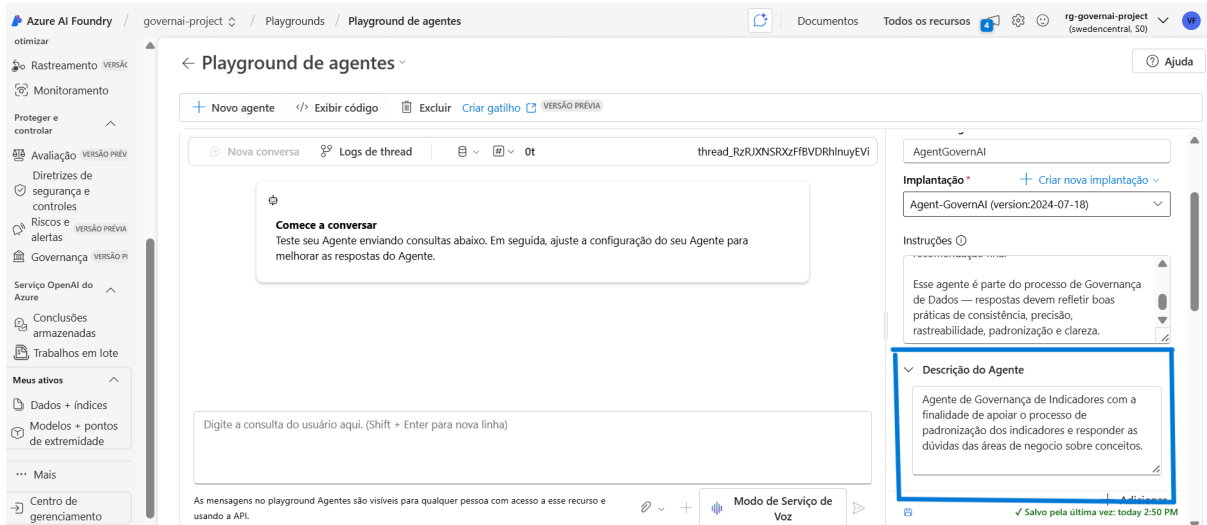 Azure AI Foundry / governai-project / Playgrounds / Playground de agentes
Documentos Todos os recursos rg-governai-project
(swedencentral, S0)
VF
otimizar
Rastreamento
Monitoramento
Proteger e
controlar
Avaliação VERSÃO PRÉV
Diretrizes de
segurança e
controles
Riscos e
alertas VERSÃO PRÉVIA
Governança VERSÃO PI
Serviço OpenAI do
Azure
Conclusões
armazenadas
Trabalhos em lote
Meus ativos
Dados + índices
Modelos + pontos
de extremidade
Mais
Centro de
gerenciamento
Playground de agentes
Ajuda
Novo agente </> Exibir código Excluir Criar gatilho VERSÃO PRÉVIA
Nova conversa Logs de thread 0t thread_RzRJXNSRXzFfBVDRhlnuyEVi
Comece a conversar
Teste seu Agente enviando consultas abaixo. Em seguida, ajuste a configuração do seu Agente para
melhorar as respostas do Agente.
Digite a consulta do usuário aqui. (Shift + Enter para nova linha)
As mensagens no playground Agentes são visíveis para qualquer pessoa com acesso a esse recurso e
usando a API.
Modo de Serviço de
Voz
AgentGovernAI
Implantação * + Criar nova implantação
Agent-GovernAI (version:2024-07-18)
Instruções
Esse agente é parte do processo de Governança
de Dados — respostas devem refletir boas
práticas de consistência, precisão,
rastreabilidade, padronização e clareza.
Descrição do Agente
Agente de Governança de Indicadores com a
finalidade de apoiar o processo de
padronização dos indicadores e responder as
dúvidas das áreas de negocio sobre conceitos.
+ Adicionar
✓ Salvo pela última vez: today 2:50 PM